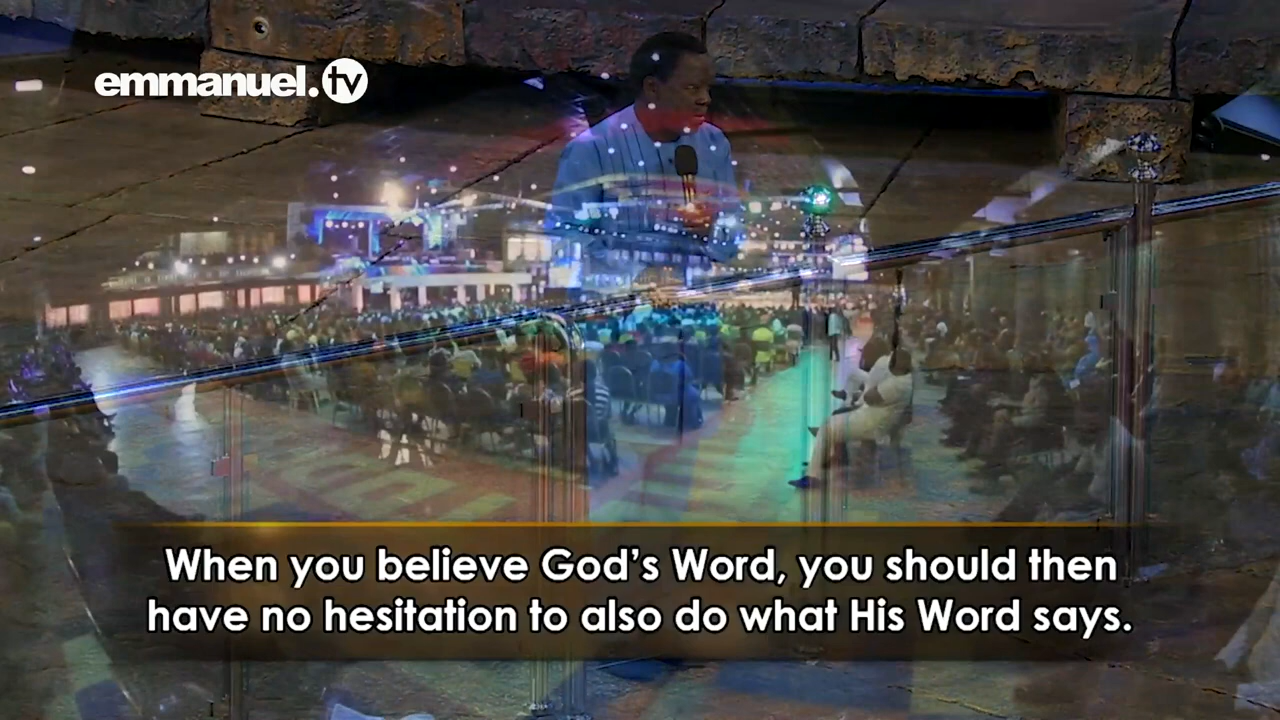 emmanuel.tv
When you believe God's Word, you should then
have no hesitation to also do what His Word says.